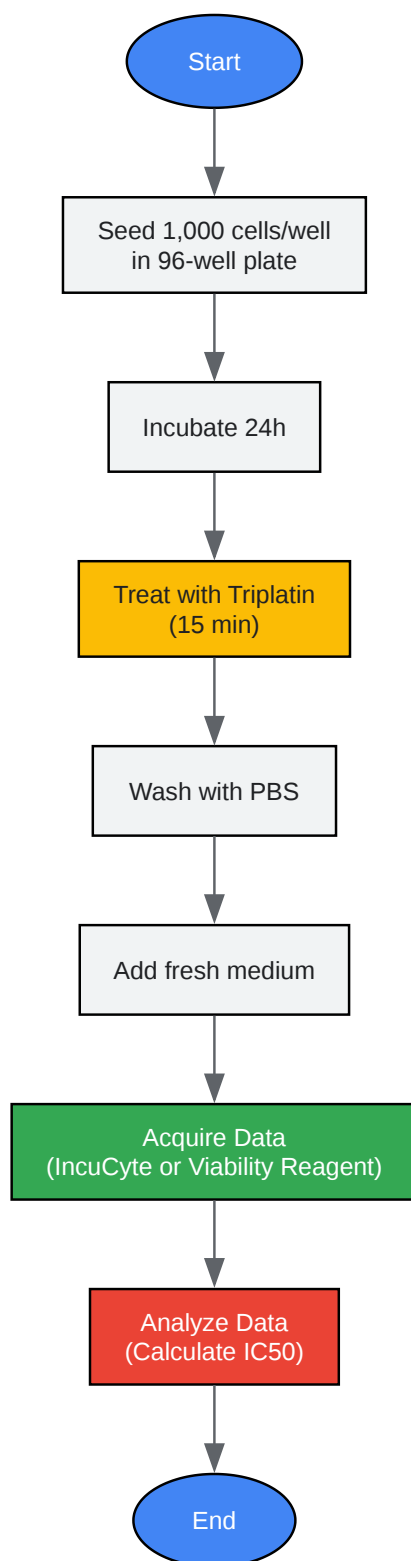 Start
Seed 1,000 cells/well
in 96-well plate
Incubate 24h
Treat with Triplatin
(15 min)
Wash with PBS
Add fresh medium
Acquire Data
(IncuCyte or Viability Reagent)
Analyze Data
(Calculate IC50)
End